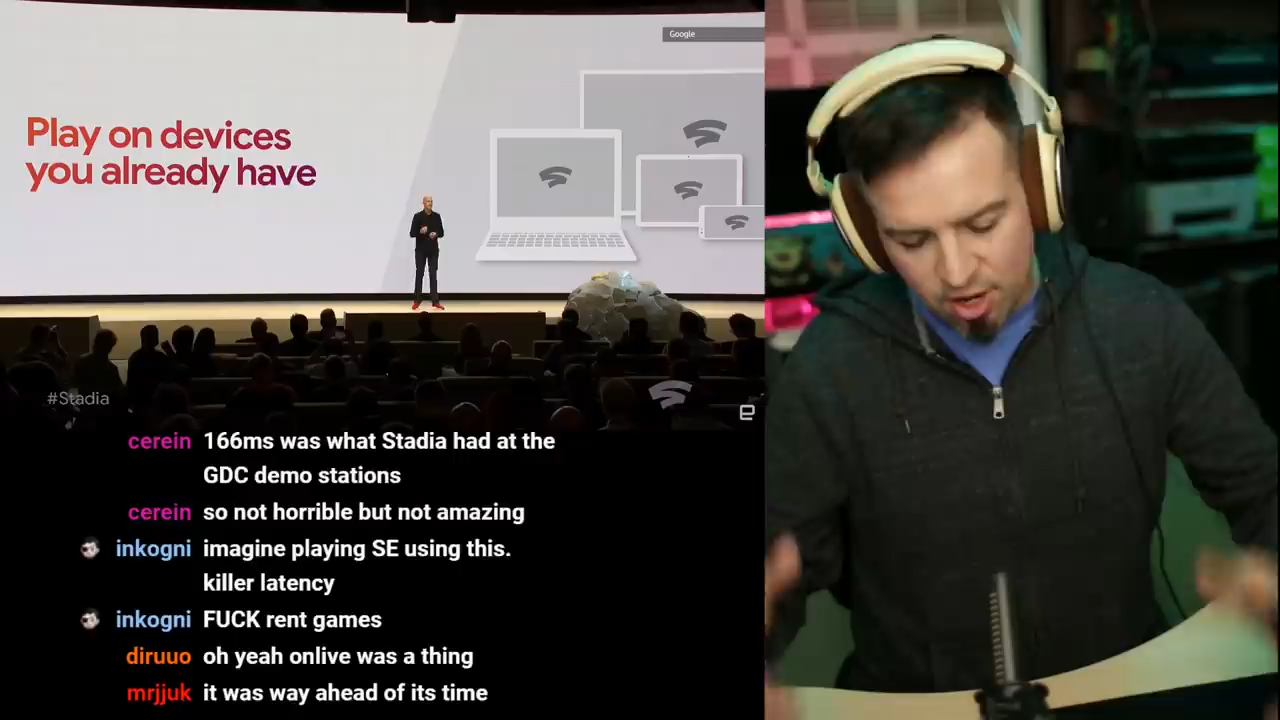 Google
Play on devices
you already have
#Stadia
cerein 166ms was what Stadia had at the
GDC demo stations
cerein so not horrible but not amazing
inkogni imagine playing SE using this.
killer latency
inkogni FUCK rent games
diruuo oh yeah onlive was a thing
mrjjuk it was way ahead of its time